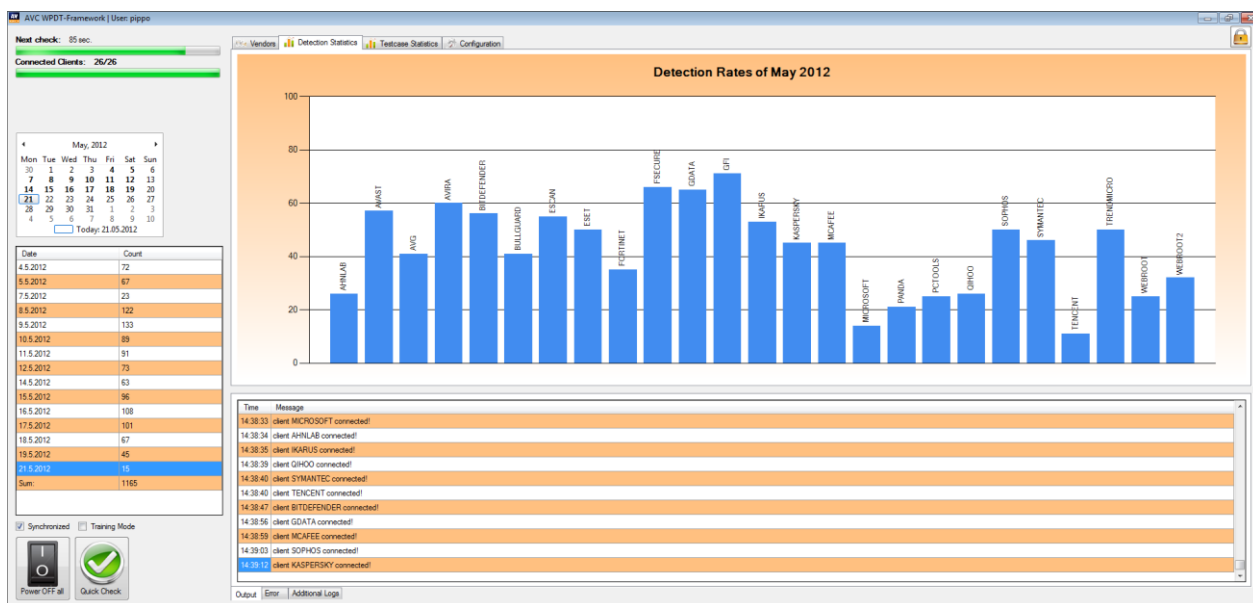 AVC WPDT-Framework | User: pippo
Next check: 85 sec.
Connected Clients: 26/26
May, 2012
Mon Tue Wed Thu Fri Sat Sun
30 1 2 3 4 5 6
7 8 9 10 11 12 13
14 15 16 17 18 19 20
21 22 23 24 25 26 27
28 29 30 31 1 2 3
4 5 6 7 8 9 10
Today: 21.05.2012
Date Count
4.5.2012 72
5.5.2012 67
7.5.2012 23
8.5.2012 122
9.5.2012 133
10.5.2012 89
11.5.2012 91
12.5.2012 73
14.5.2012 63
15.5.2012 96
16.5.2012 108
17.5.2012 101
18.5.2012 67
19.5.2012 45
21.5.2012 15
Sum: 1165
Synchronized Training Mode
Power OFF all Quick Check
Vendors Detection Statistics Testcase Statistics Configuration
Detection Rates of May 2012
100
80
60
40
20
0
AHNLAB
AVAST
AVG
AVIRA
BITDEFENDER
BULLGUARD
ESCAN
ESET
FORTINET
FSECURE
GDATA
GFI
IKARUS
KASPERSKY
MCAFEE
MICROSOFT
PANDA
PCTOOLS
QIHOO
SOPHOS
SYMANTEC
TENCENT
TRENDMICRO
WEBROOT
WEBROOT2
Time Message
14:38:33 client MICROSOFT connected!
14:38:34 client AHNLAB connected!
14:38:35 client IKARUS connected!
14:38:39 client QIHOO connected!
14:38:40 client SYMANTEC connected!
14:38:40 client TENCENT connected!
14:38:47 client BITDEFENDER connected!
14:38:56 client GDATA connected!
14:38:59 client MCAFEE connected!
14:39:03 client SOPHOS connected!
14:39:12 client KASPERSKY connected!
Output Error Additional Logs